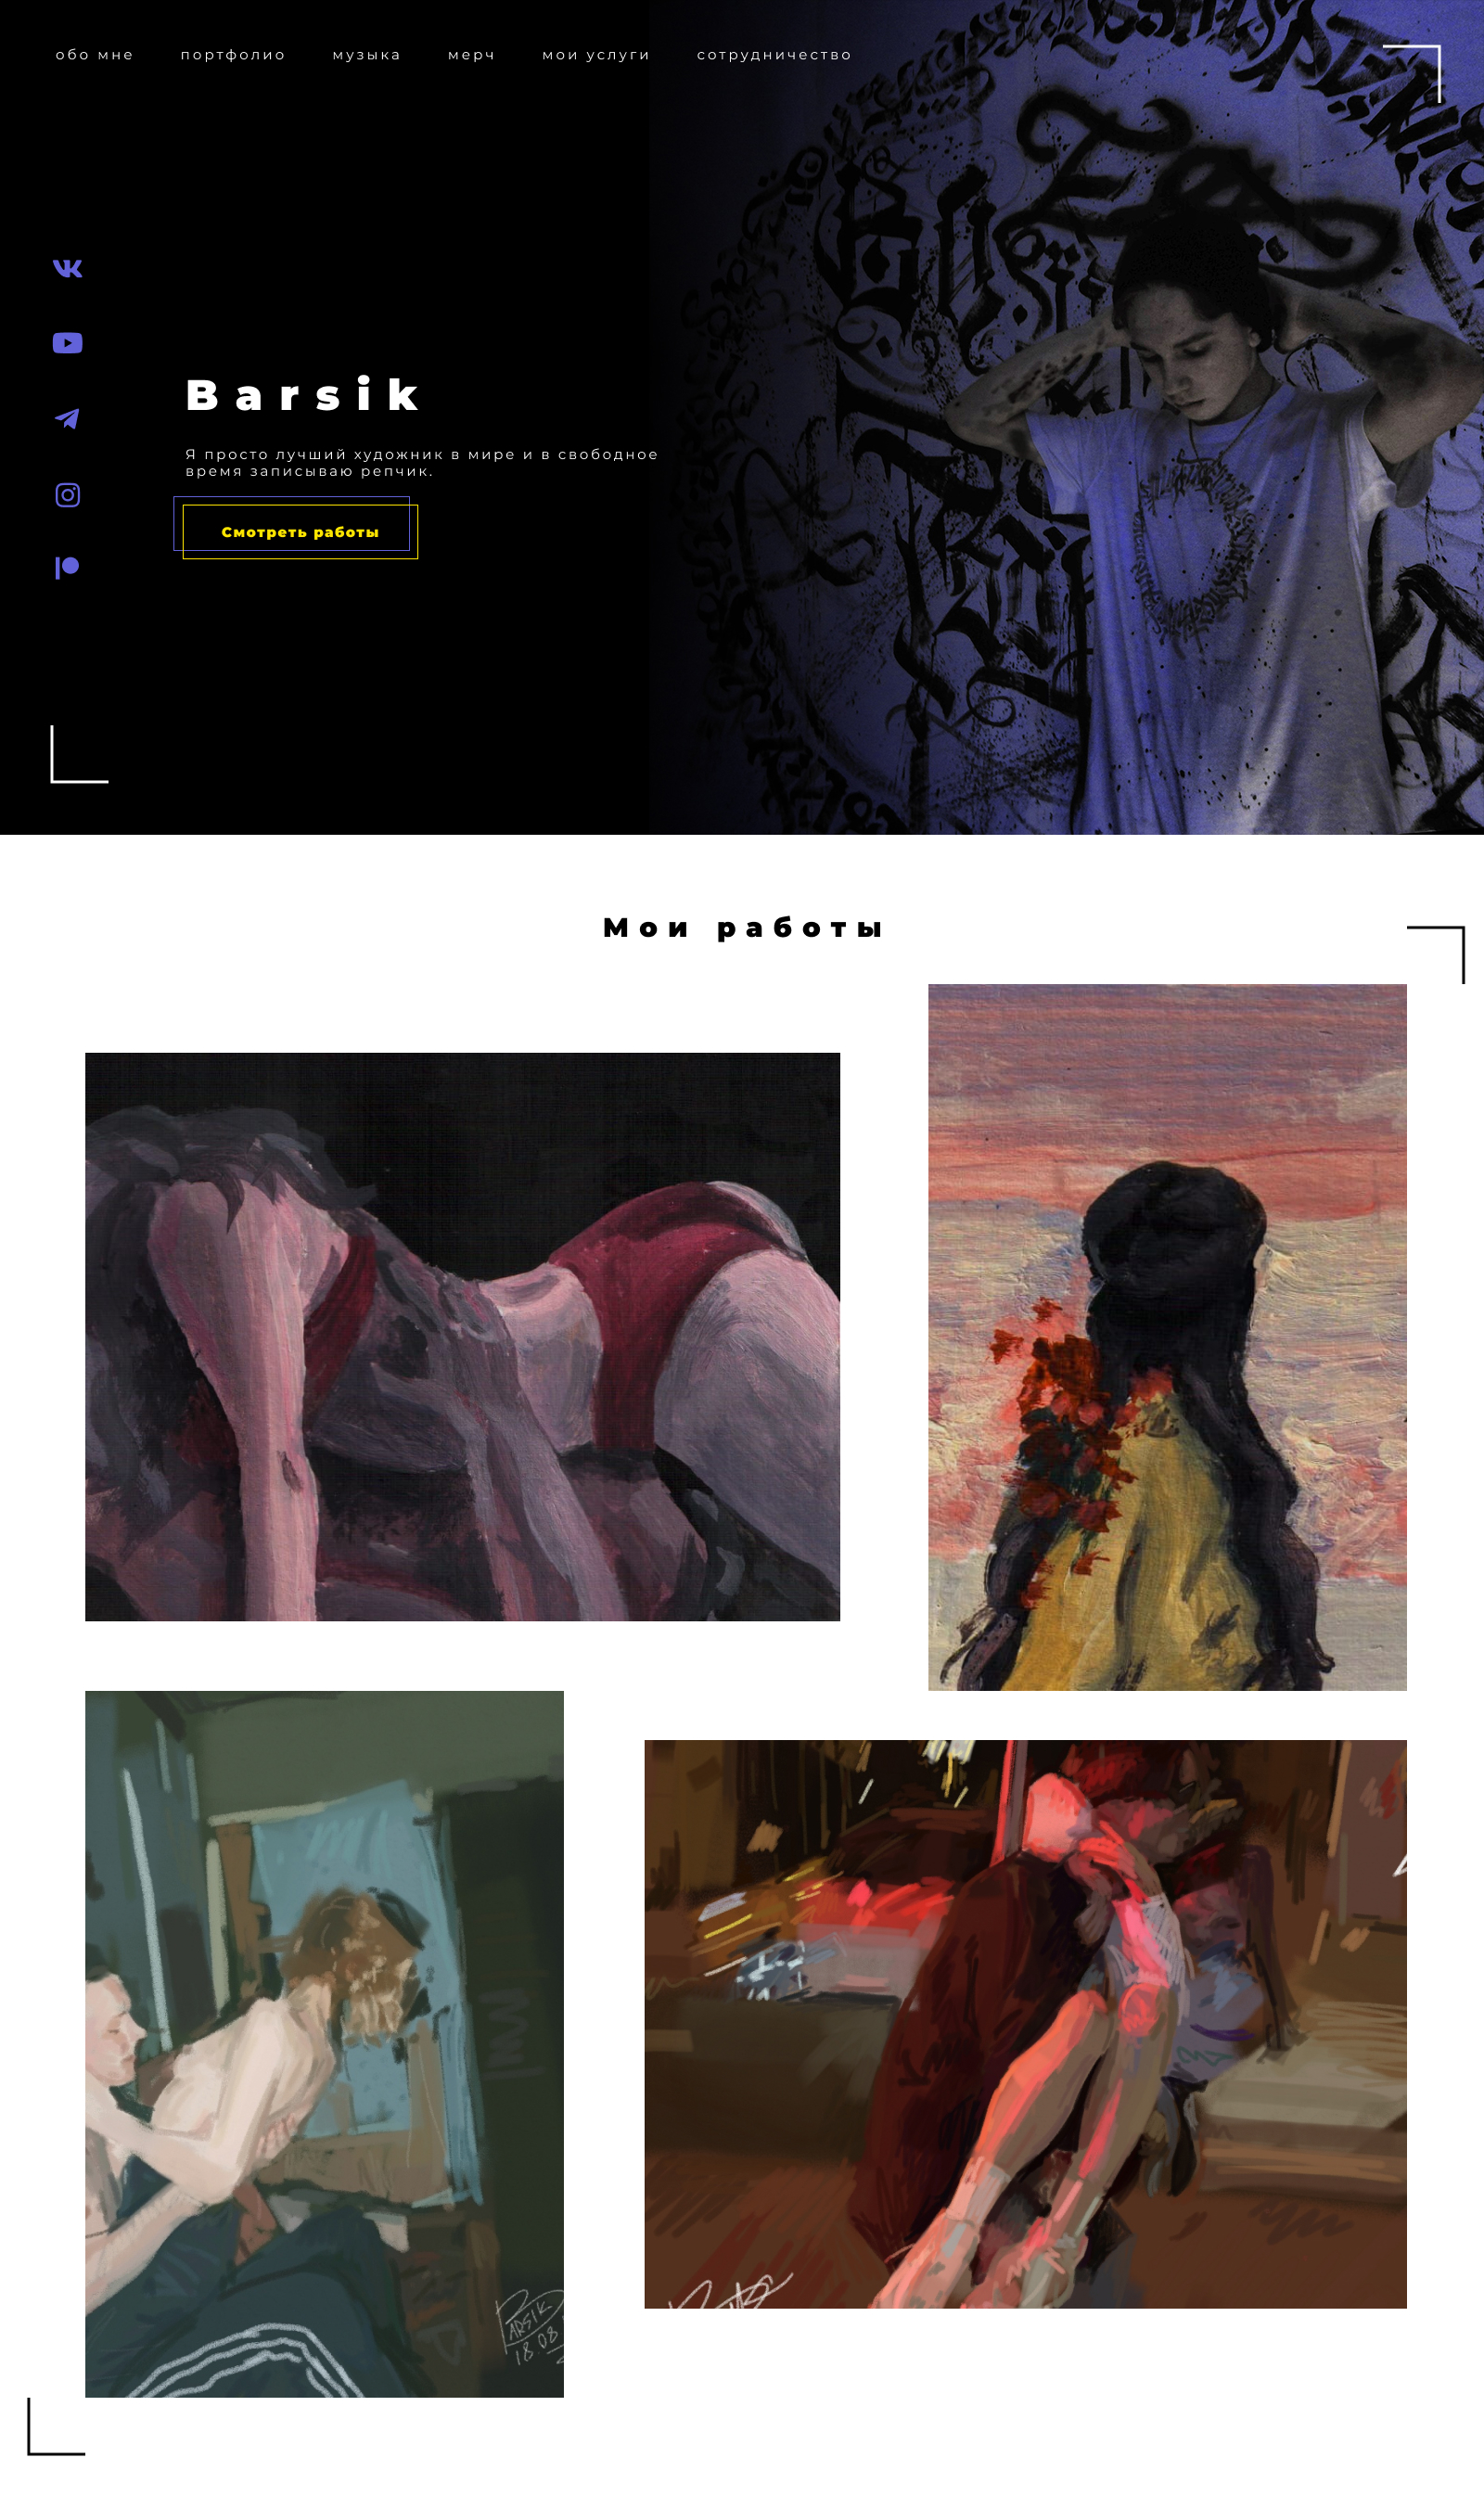 обо мне портфолио музыка мерч мои услуги сотрудничество
Barsik
Я просто лучший художник в мире и в свободное
время записываю репчик.
Смотреть работы
Мои работы
BARSIK
18.08